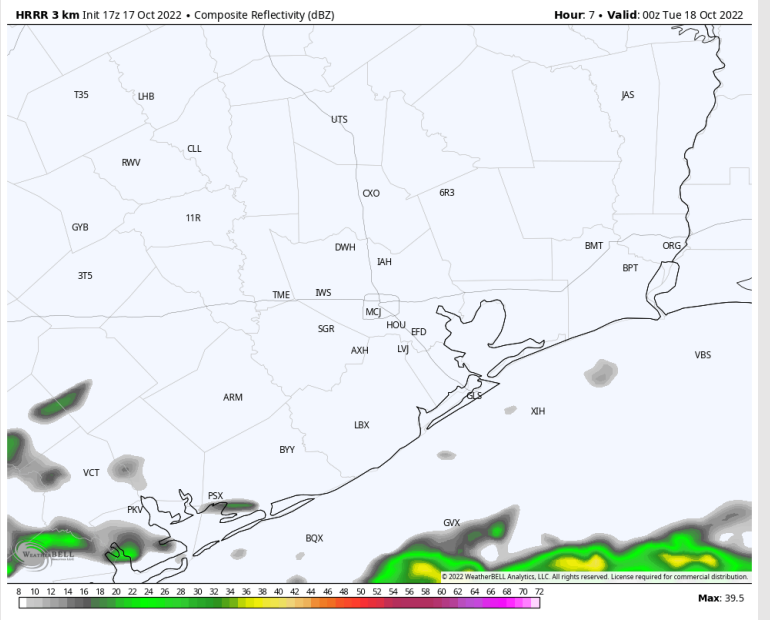 HRRR 3 km Init 17z 17 Oct 2022 • Composite Reflectivity (dBZ) Hour: 7 • Valid: 00z Tue 18 Oct 2022
T35 LHB JAS
UTS
CLL
RWV
CXO 6R3
11R
GYB
DWH BMT ORG
IAH
BPT
3T5
TME IWS
MCJ
SGR HOU
EFD
AXH LVJ VBS
ARM GLS
XIH
LBX
BYY
VCT
PSX
PKV
GVX
BQX
WeatherBELL
© 2022 WeatherBELL Analytics, LLC. All rights reserved. License required for commercial distribution.
8 10 12 14 16 18 20 22 24 26 28 30 32 34 36 38 40 42 44 46 48 50 52 54 56 58 60 62 64 66 68 70 72
Max: 39.5